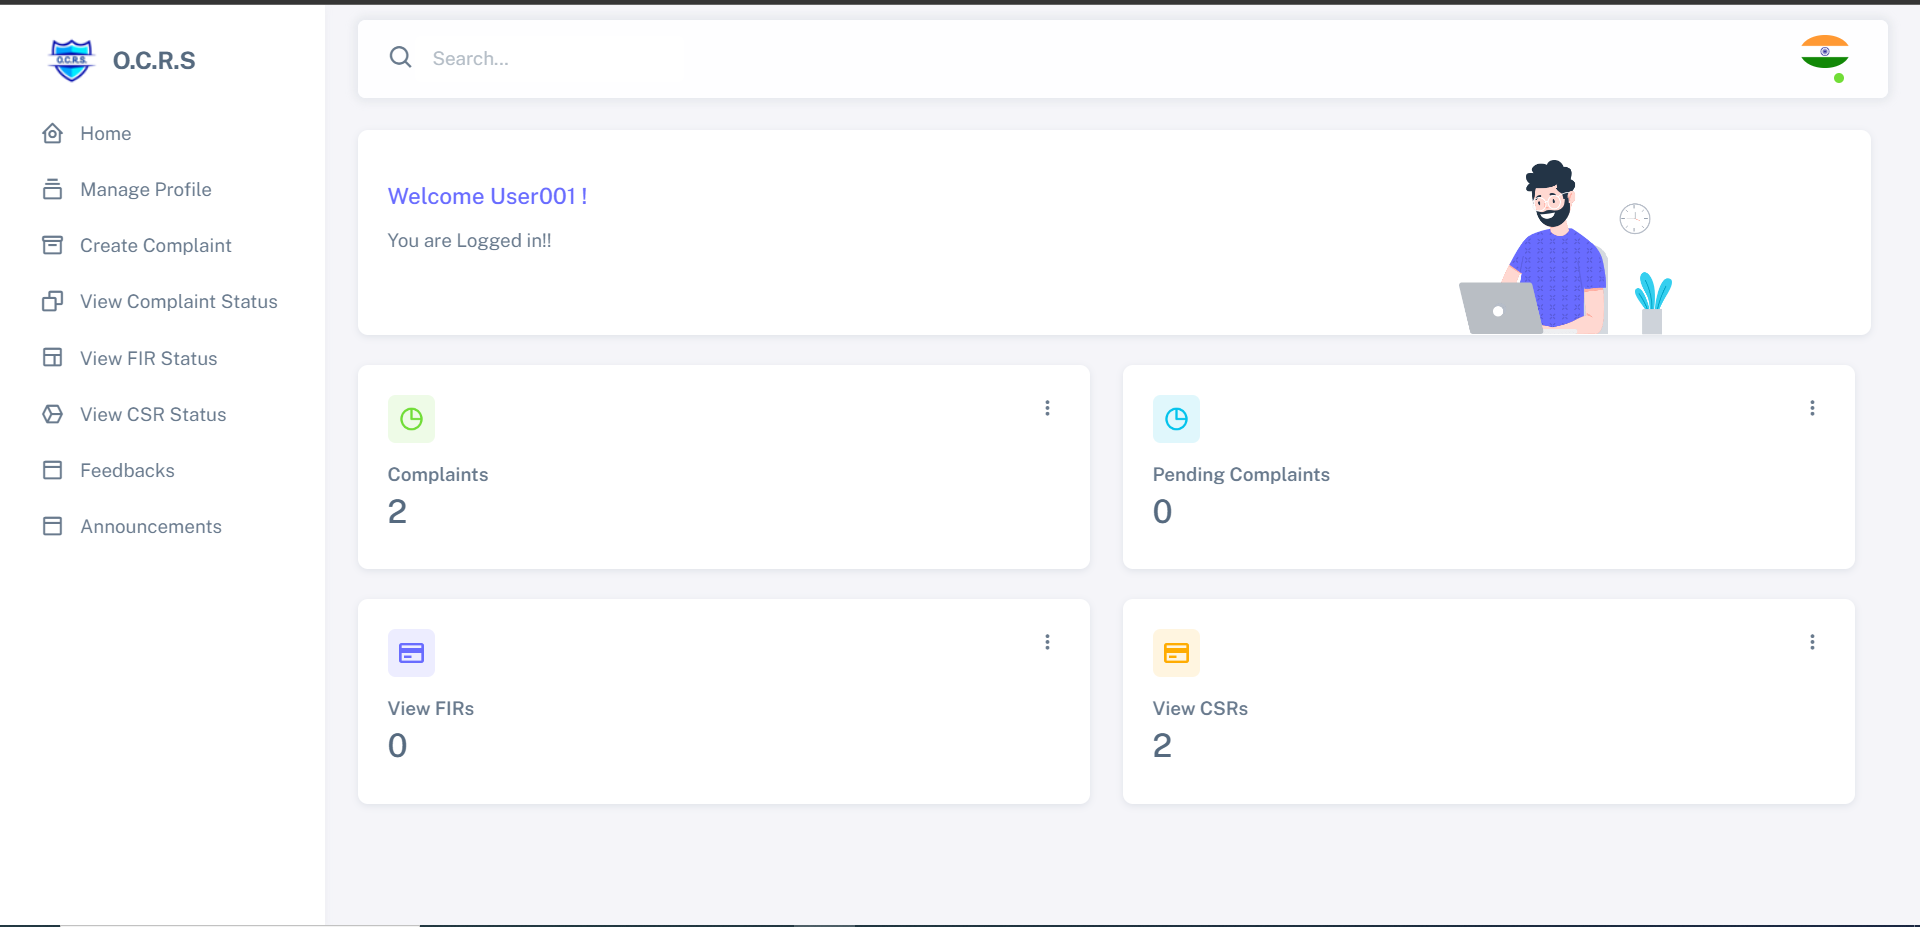 O.C.R.S.
O.C.R.S
Home
Manage Profile
Create Complaint
View Complaint Status
View FIR Status
View CSR Status
Feedbacks
Announcements
Search...
Welcome User001 !
You are Logged in!!
Complaints
2
Pending Complaints
0
View FIRs
0
View CSRs
2